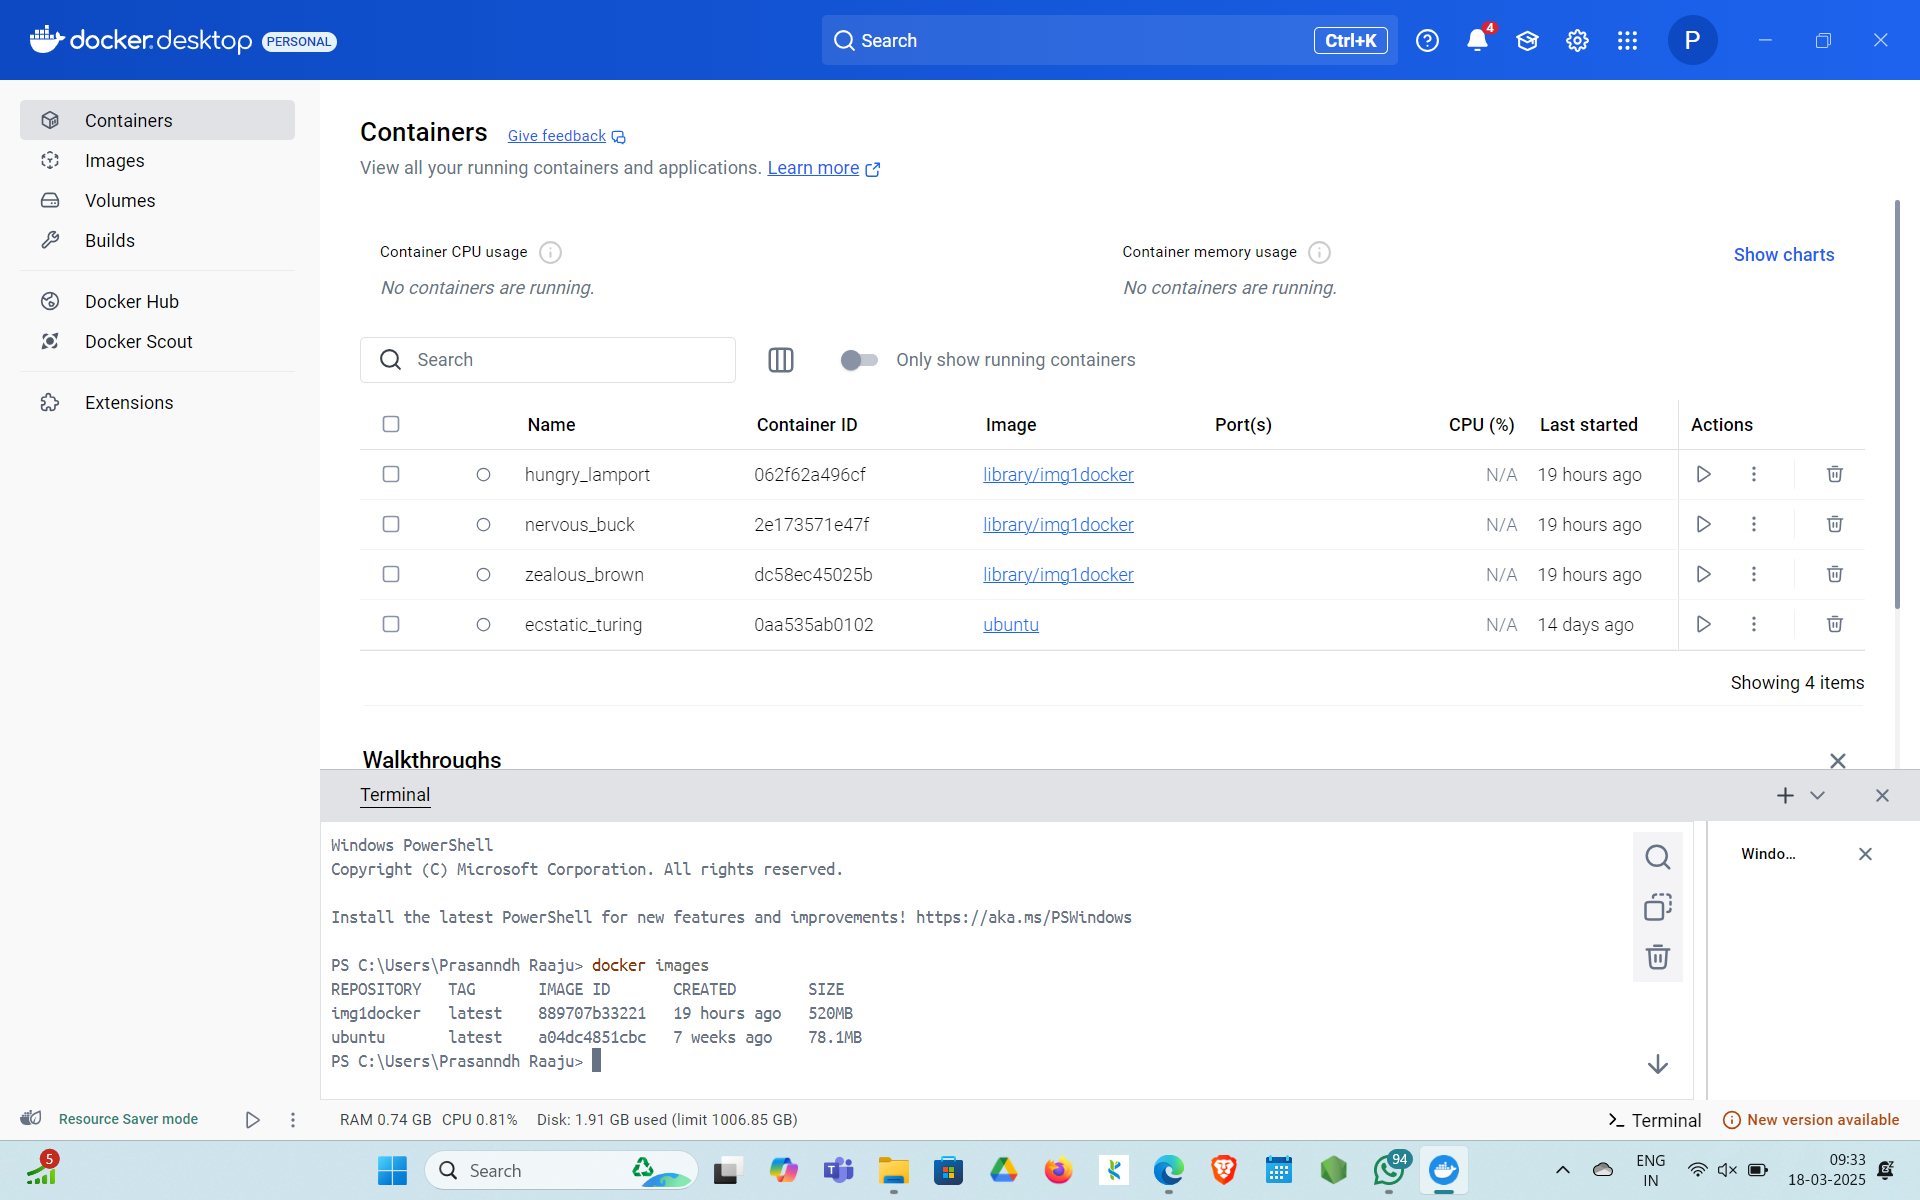 docker.desktop PERSONAL
Search Ctrl+K
4
P
Containers
Images
Volumes
Builds
Docker Hub
Docker Scout
Extensions
Containers Give feedback
View all your running containers and applications. Learn more
Container CPU usage
No containers are running.
Container memory usage
No containers are running.
Show charts
Search
Only show running containers
Name Container ID Image Port(s) CPU (%) Last started Actions
hungry_lamport 062f62a496cf library/img1docker N/A 19 hours ago
nervous_buck 2e173571e47f library/img1docker N/A 19 hours ago
zealous_brown dc58ec45025b library/img1docker N/A 19 hours ago
ecstatic_turing 0aa535ab0102 ubuntu N/A 14 days ago
Showing 4 items
Walkthroughs
Terminal
Windows PowerShell
Copyright (C) Microsoft Corporation. All rights reserved.
Install the latest PowerShell for new features and improvements! https://aka.ms/PSWindows
PS C:\Users\Prasanndh Raaju> docker images
REPOSITORY TAG IMAGE ID CREATED SIZE
img1docker latest 889707b33221 19 hours ago 520MB
ubuntu latest a04dc4851cbc 7 weeks ago 78.1MB
PS C:\Users\Prasanndh Raaju>
Windo...
Resource Saver mode
RAM 0.74 GB CPU 0.81% Disk: 1.91 GB used (limit 1006.85 GB)
Terminal
New version available
5
Search
94
ENG
IN
09:33
18-03-2025